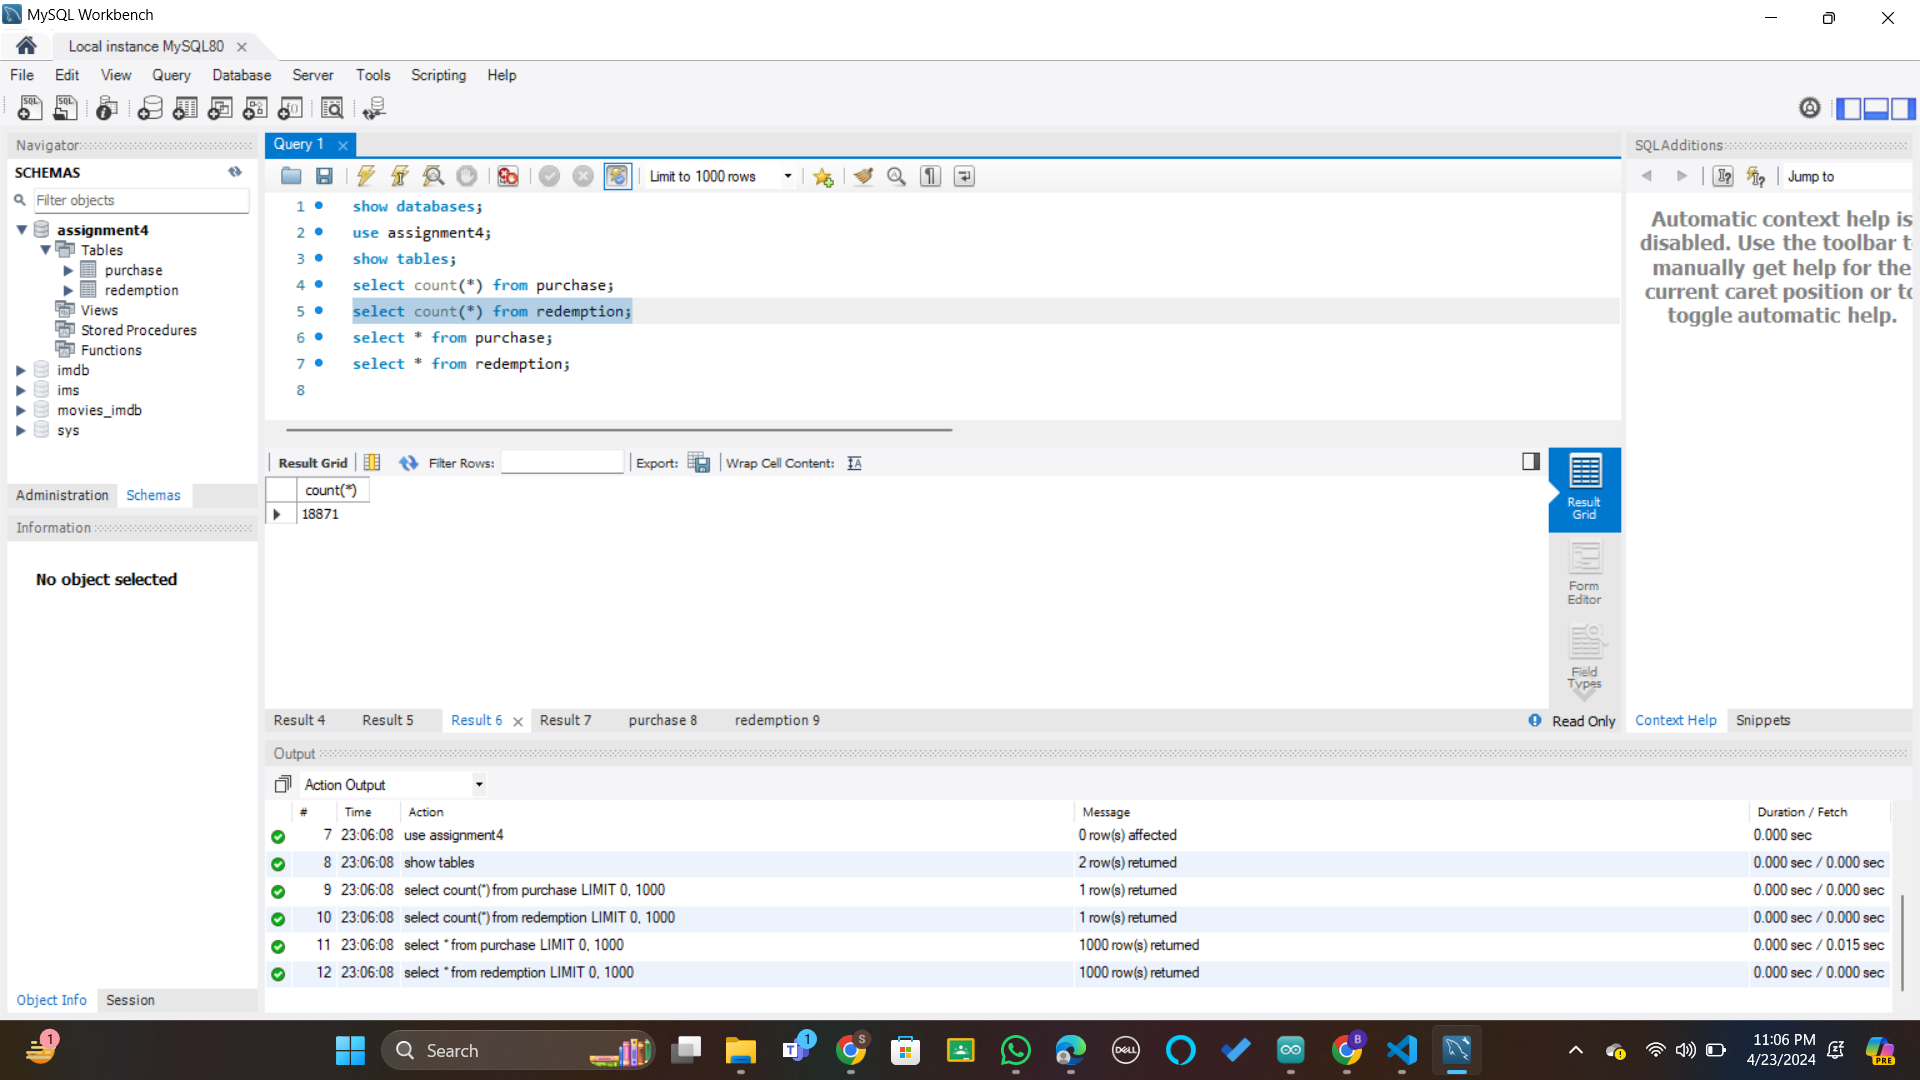 MySQL Workbench
Local instance MySQL80
File Edit View Query Database Server Tools Scripting Help
Navigator
SCHEMAS
Filter objects
assignment4
Tables
purchase
redemption
Views
Stored Procedures
Functions
imdb
ims
movies_imdb
sys
Administration Schemas
Information
No object selected
Object Info Session
Query 1
Limit to 1000 rows
1 show databases;
2 use assignment4;
3 show tables;
4 select count(*) from purchase;
5 select count(*) from redemption;
6 select * from purchase;
7 select * from redemption;
8
Result Grid Filter Rows: Export: Wrap Cell Content:
count(*)
18871
Result
Grid
Form
Editor
Field
Types
Result 4 Result 5 Result 6 Result 7 purchase 8 redemption 9
Read Only
SQLAdditions
Jump to
Automatic context help is
disabled. Use the toolbar t
manually get help for the
current caret position or to
toggle automatic help.
Context Help Snippets
Output
Action Output
# Time Action Message Duration / Fetch
7 23:06:08 use assignment4 0 row(s) affected 0.000 sec
8 23:06:08 show tables 2 row(s) returned 0.000 sec / 0.000 sec
9 23:06:08 select count(*) from purchase LIMIT 0, 1000 1 row(s) returned 0.000 sec / 0.000 sec
10 23:06:08 select count(*) from redemption LIMIT 0, 1000 1 row(s) returned 0.000 sec / 0.000 sec
11 23:06:08 select * from purchase LIMIT 0, 1000 1000 row(s) returned 0.000 sec / 0.015 sec
12 23:06:08 select * from redemption LIMIT 0, 1000 1000 row(s) returned 0.000 sec / 0.000 sec
1
Search
1
S
DELL
B
11:06 PM
4/23/2024
PRE